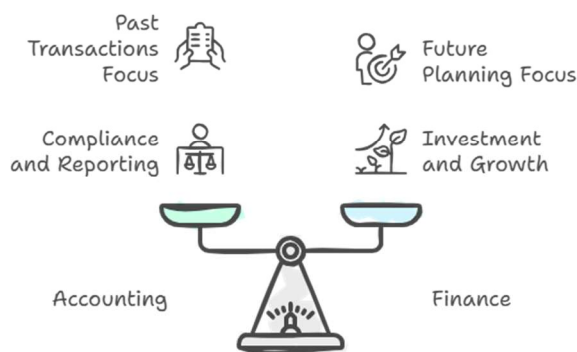 Past
Transactions
Focus
Future
Planning Focus
Compliance
and Reporting
Investment
and Growth
Accounting
Finance